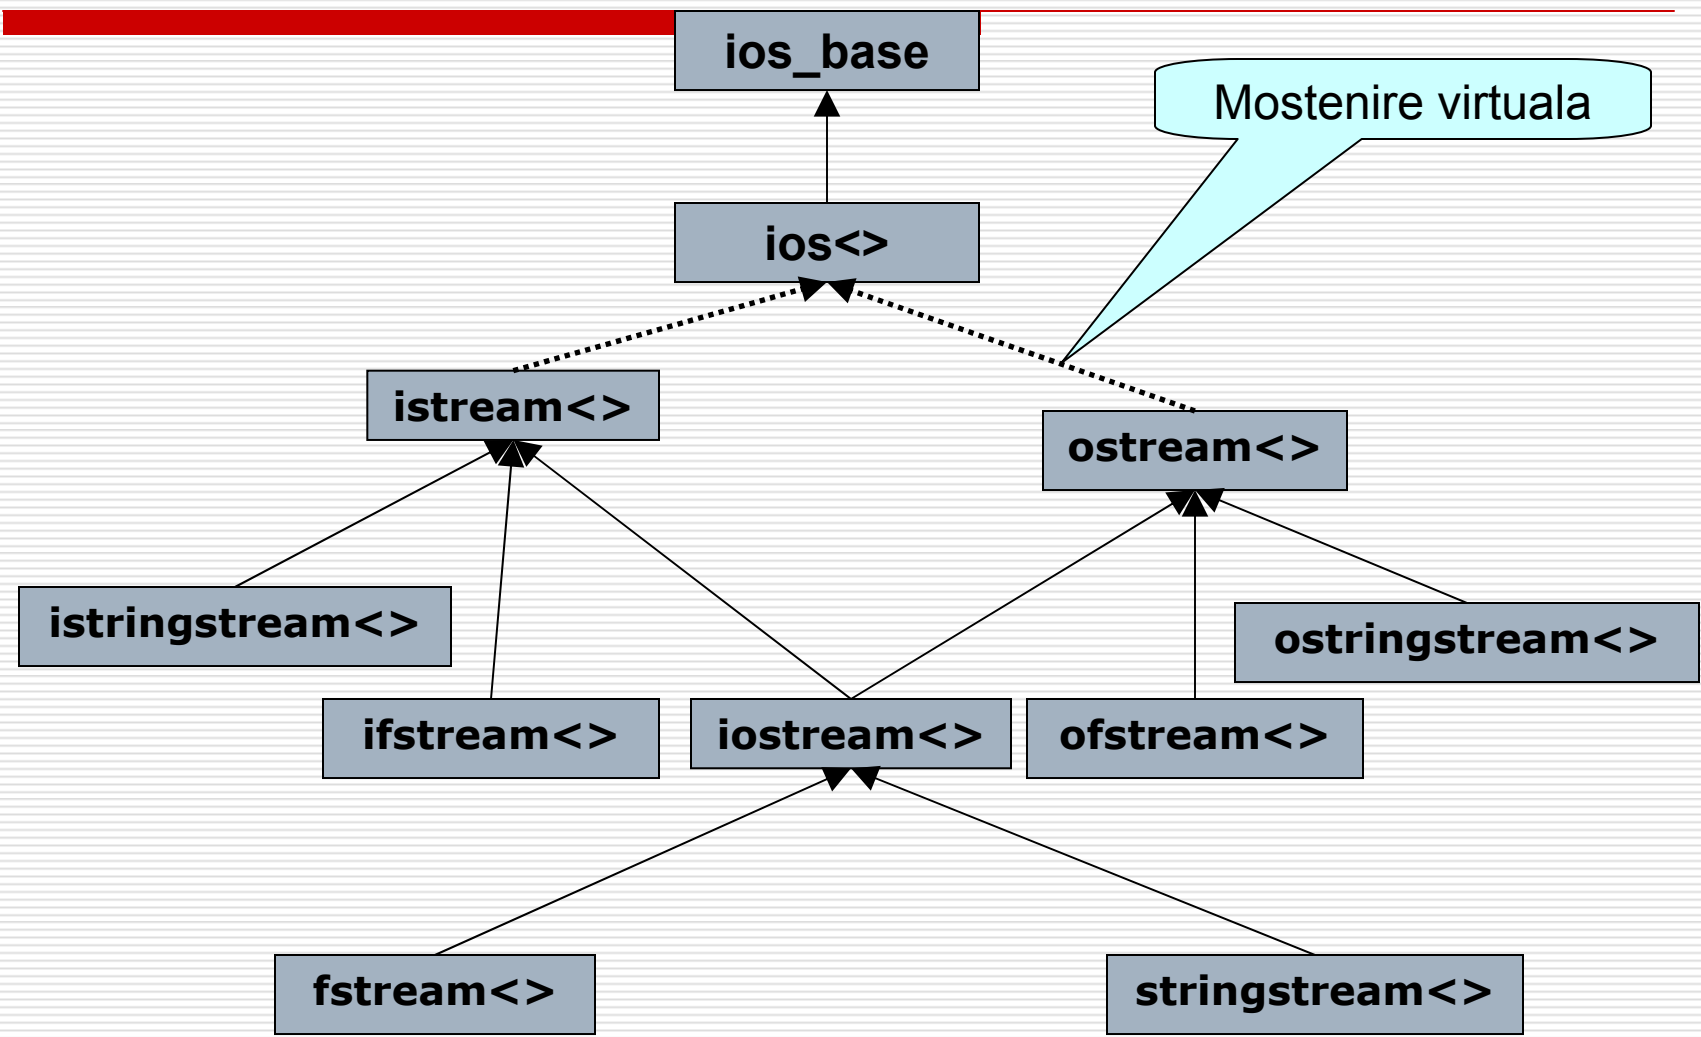 ios_base
Mostenire virtuala
ios<>
istream<>
ostream<>
istringstream<>
ostringstream<>
ifstream<>
iostream<>
ofstream<>
fstream<>
stringstream<>